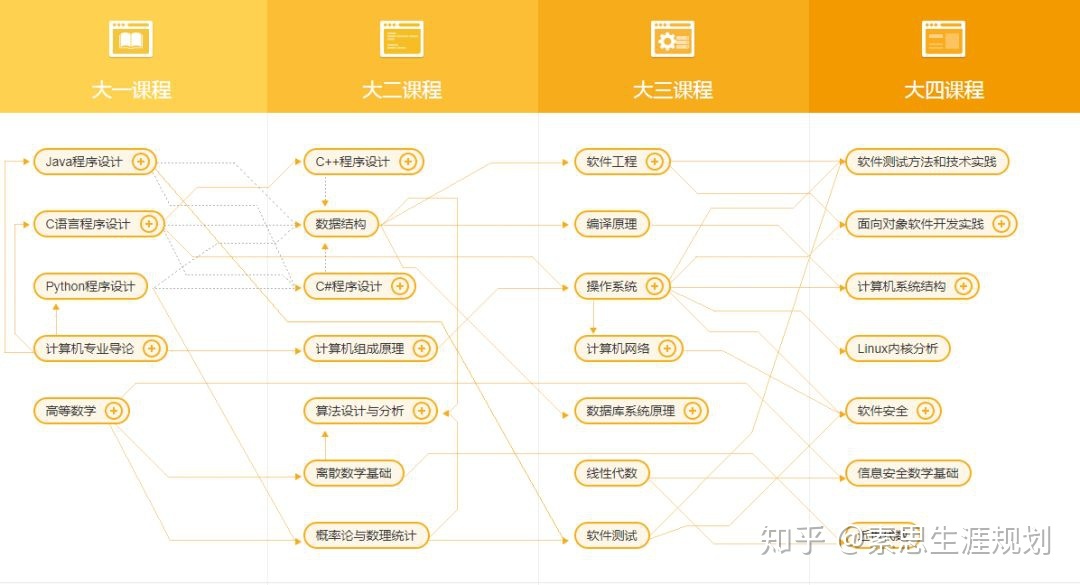 大一课程
大二课程
大三课程
大四课程
Java程序设计
C++程序设计
软件工程
软件测试方法和技术实践
C语言程序设计
数据结构
编译原理
面向对象软件开发实践
Python程序设计
C#程序设计
操作系统
计算机系统结构
计算机专业导论
计算机组成原理
计算机网络
Linux内核分析
高等数学
算法设计与分析
数据库系统原理
软件安全
离散数学基础
线性代数
信息安全数学基础
概率论与数理统计
软件测试
知乎 @素思生涯规划